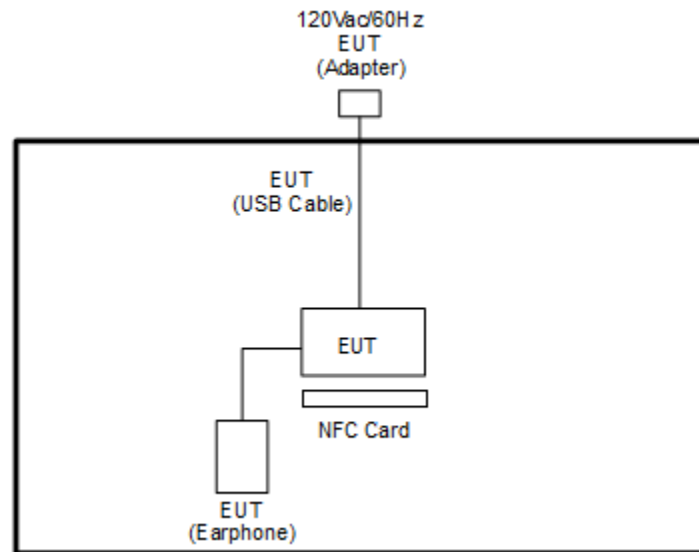 120Vac/60Hz
EUT
(Adapter)
EUT
(USB Cable)
EUT
NFC Card
EUT
(Earphone)